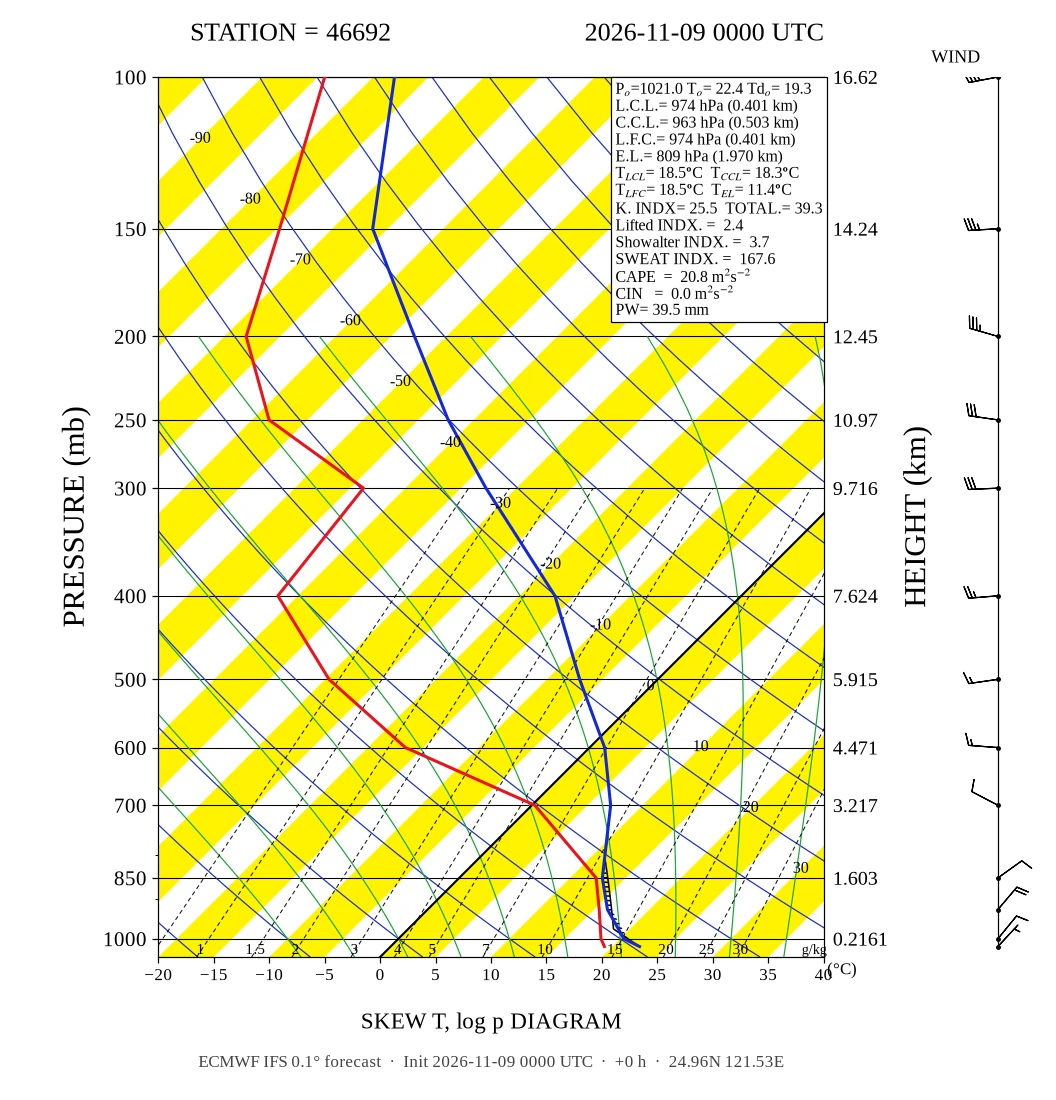 STATION = 46692 2026-11-09 0000 UTC
WIND
100 16.62
Pₒ=1021.0 Tₒ= 22.4 Tdₒ= 19.3
L.C.L.= 974 hPa (0.401 km)
C.C.L.= 963 hPa (0.503 km)
L.F.C.= 974 hPa (0.401 km)
E.L.= 809 hPa (1.970 km)
T_LCL= 18.5°C T_CCL= 18.3°C
T_LFC= 18.5°C T_EL= 11.4°C
K. INDX= 25.5 TOTAL.= 39.3
Lifted INDX. = 2.4
Showalter INDX. = 3.7
SWEAT INDX. = 167.6
CAPE = 20.8 m²s⁻²
CIN = 0.0 m²s⁻²
PW= 39.5 mm
-90
-80
150 14.24
-70
-60
200 12.45
-50
250 10.97
-40
300 9.716
-30
PRESSURE (mb)
HEIGHT (km)
-20
400 7.624
-10
500 5.915
0
600 10 4.471
700 20 3.217
850 30 1.603
1000 0.2161
1 1.5 2 3 4 5 7 10 15 20 25 30 g/kg
−20 −15 −10 −5 0 5 10 15 20 25 30 35 40 (°C)
SKEW T, log p DIAGRAM
ECMWF IFS 0.1° forecast · Init 2026-11-09 0000 UTC · +0 h · 24.96N 121.53E